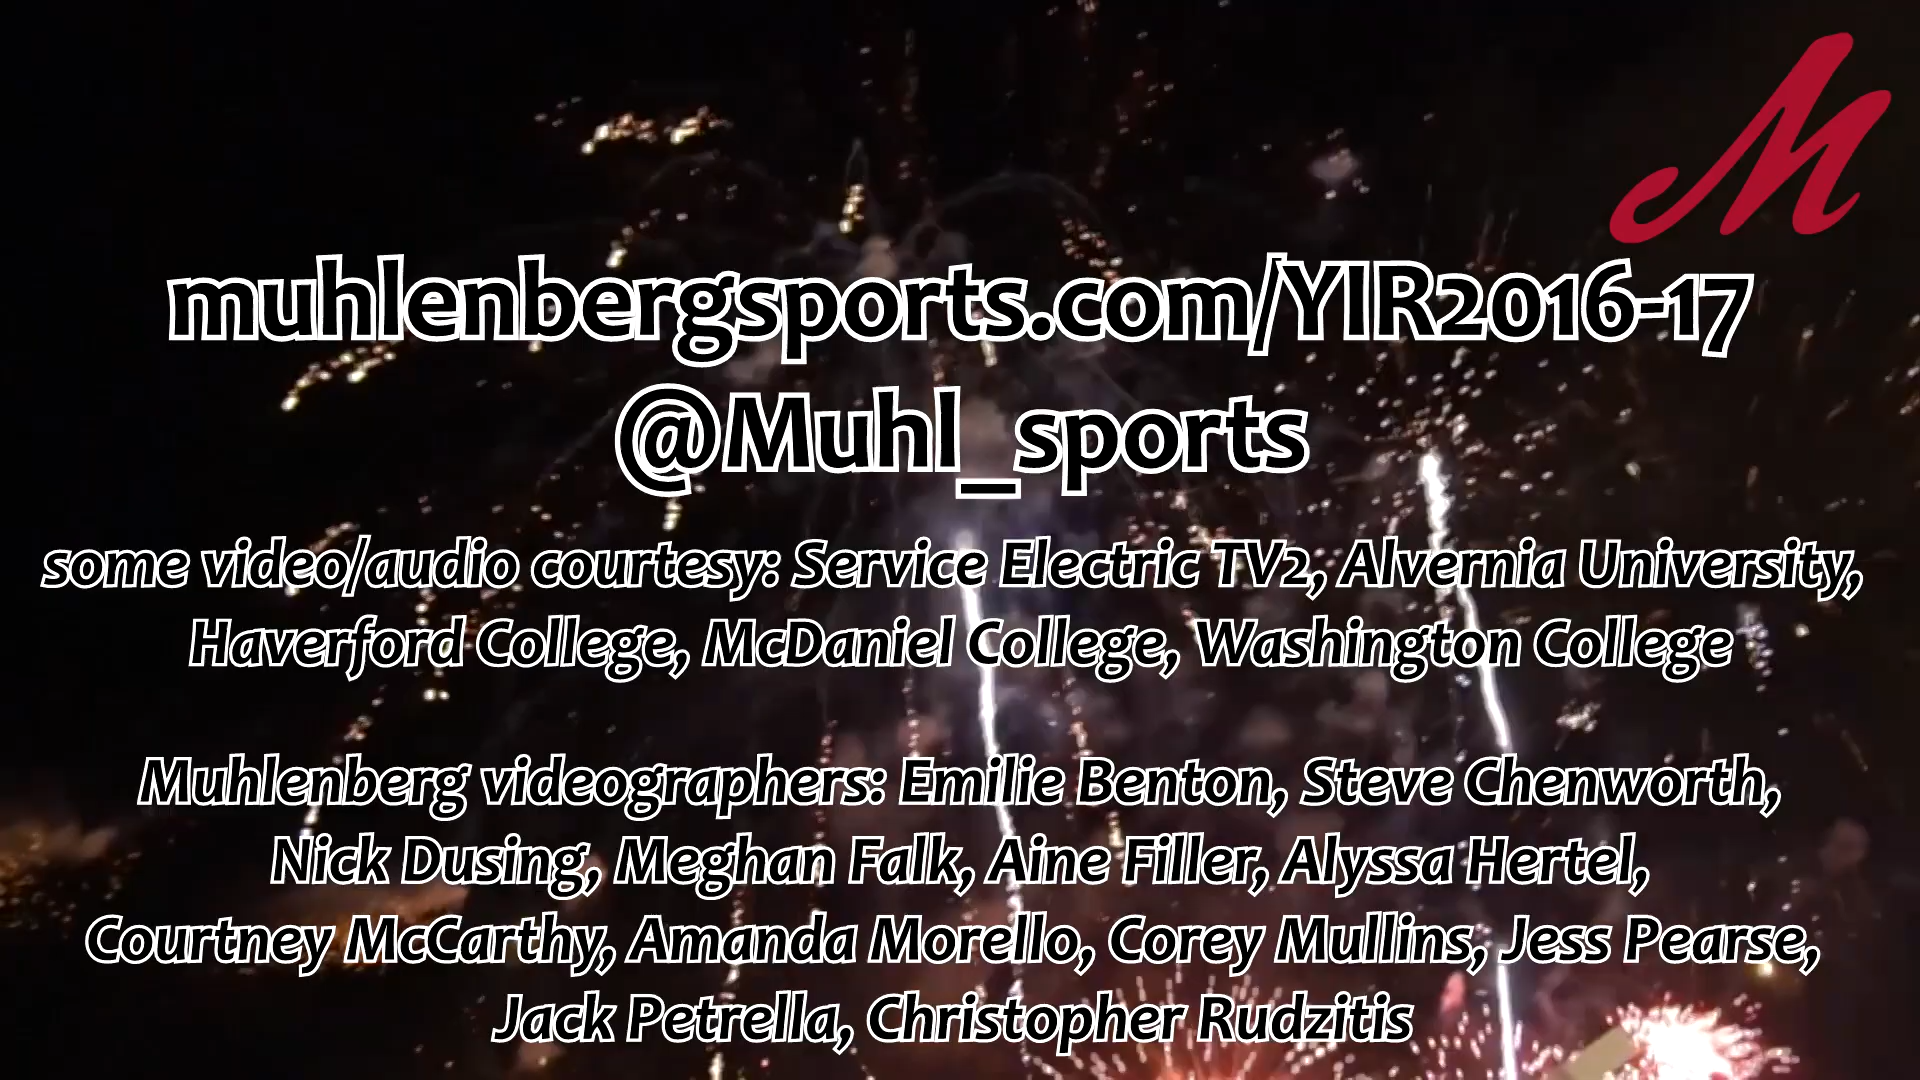 M
muhlenbergsports.com/YIR2016-17
@Muhl_sports
some video/audio courtesy: Service Electric TV2, Alvernia University,
Haverford College, McDaniel College, Washington College
Muhlenberg videographers: Emilie Benton, Steve Chenworth,
Nick Dusing, Meghan Falk, Aine Filler, Alyssa Hertel,
Courtney McCarthy, Amanda Morello, Corey Mullins, Jess Pearse,
Jack Petrella, Christopher Rudzitis